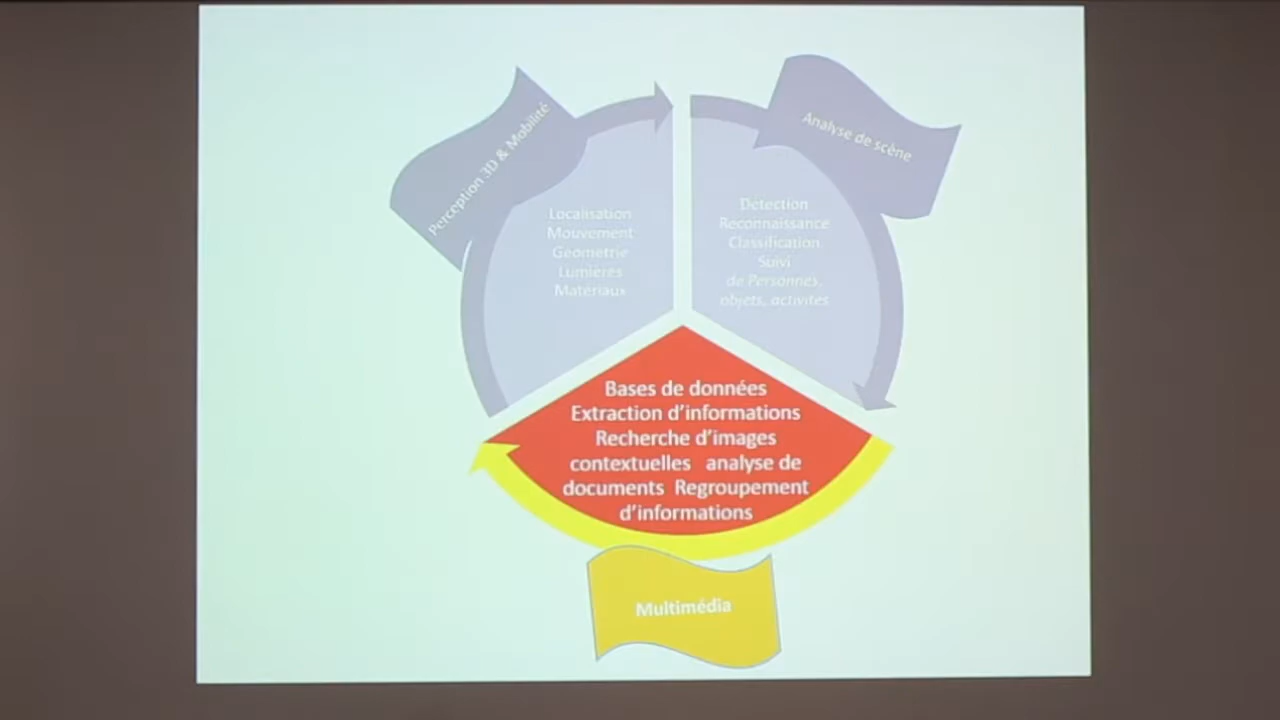 Perception 3D & Mobilité
Localisation
Mouvement
Géométrie
Lumières
Matériaux
Analyse de scène
Détection
Reconnaissance
Classification
Suivi
de Personnes,
objets, activités
Bases de données
Extraction d'informations
Recherche d'images
contextuelles analyse de
documents Regroupement
d'informations
Multimédia